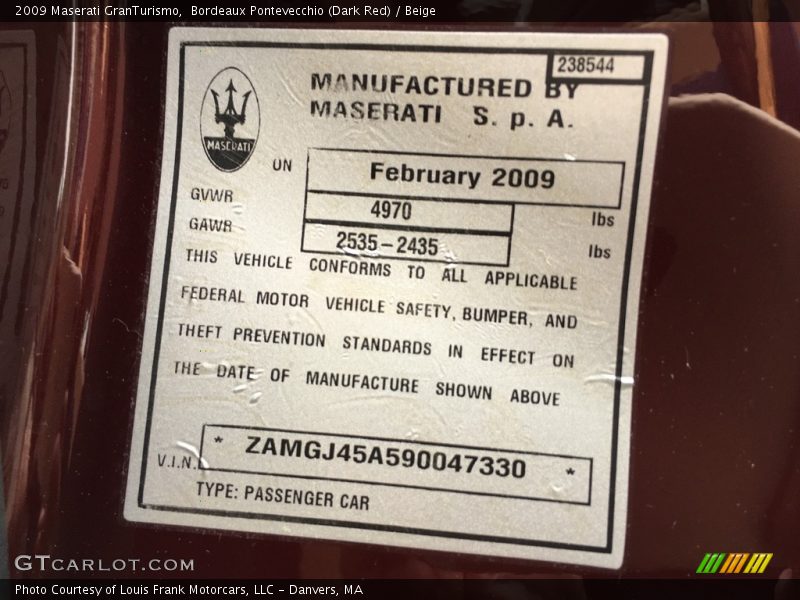 2009 Maserati GranTurismo, Bordeaux Pontevecchio (Dark Red) / Beige
238544
MANUFACTURED BY
MASERATI S. p. A.
MASERATI
ON February 2009
GVWR 4970 lbs
GAWR 2535-2435 lbs
THIS VEHICLE CONFORMS TO ALL APPLICABLE
FEDERAL MOTOR VEHICLE SAFETY, BUMPER, AND
THEFT PREVENTION STANDARDS IN EFFECT ON
THE DATE OF MANUFACTURE SHOWN ABOVE
V.I.N. * ZAMGJ45A590047330 *
TYPE: PASSENGER CAR
GTCARLOT.COM
Photo Courtesy of Louis Frank Motorcars, LLC - Danvers, MA